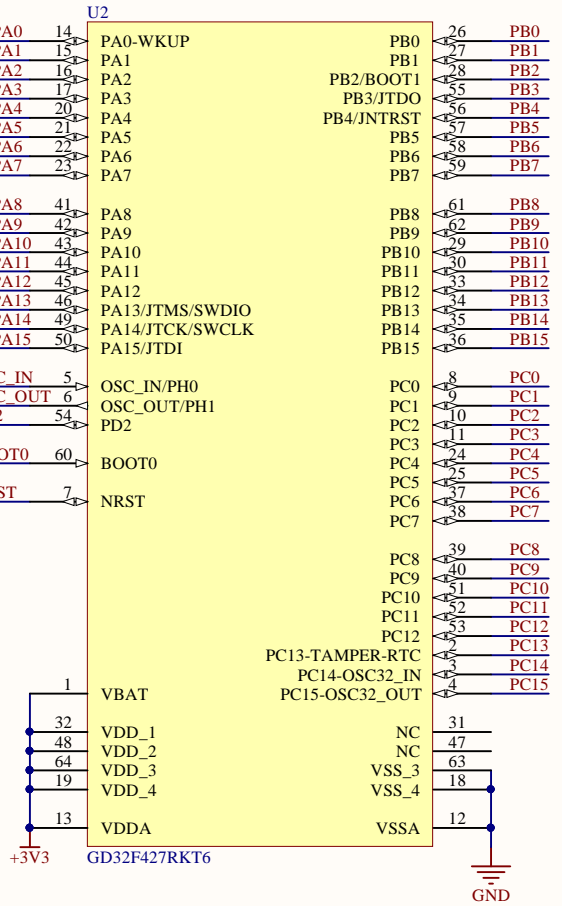 U2
PA0 14 PA0-WKUP PB0 26 PB0
PA1 15 PA1 PB1 27 PB1
PA2 16 PA2 PB2/BOOT1 28 PB2
PA3 17 PA3 PB3/JTDO 55 PB3
PA4 20 PA4 PB4/JNTRST 56 PB4
PA5 21 PA5 PB5 57 PB5
PA6 22 PA6 PB6 58 PB6
PA7 23 PA7 PB7 59 PB7
PA8 41 PA8 PB8 61 PB8
PA9 42 PA9 PB9 62 PB9
PA10 43 PA10 PB10 29 PB10
PA11 44 PA11 PB11 30 PB11
PA12 45 PA12 PB12 33 PB12
PA13 46 PA13/JTMS/SWDIO PB13 34 PB13
PA14 49 PA14/JTCK/SWCLK PB14 35 PB14
PA15 50 PA15/JTDI PB15 36 PB15
C_IN 5 OSC_IN/PH0 PC0 8 PC0
C_OUT 6 OSC_OUT/PH1 PC1 9 PC1
2 54 PD2 PC2 10 PC2
PC3 11 PC3
OT0 60 BOOT0 PC4 24 PC4
PC5 25 PC5
ST 7 NRST PC6 37 PC6
PC7 38 PC7
PC8 39 PC8
PC9 40 PC9
PC10 51 PC10
PC11 52 PC11
PC12 53 PC12
PC13-TAMPER-RTC 2 PC13
PC14-OSC32_IN 3 PC14
1 VBAT PC15-OSC32_OUT 4 PC15
32 VDD_1 NC 31
48 VDD_2 NC 47
64 VDD_3 VSS_3 63
19 VDD_4 VSS_4 18
13 VDDA VSSA 12
+3V3 GD32F427RKT6
GND